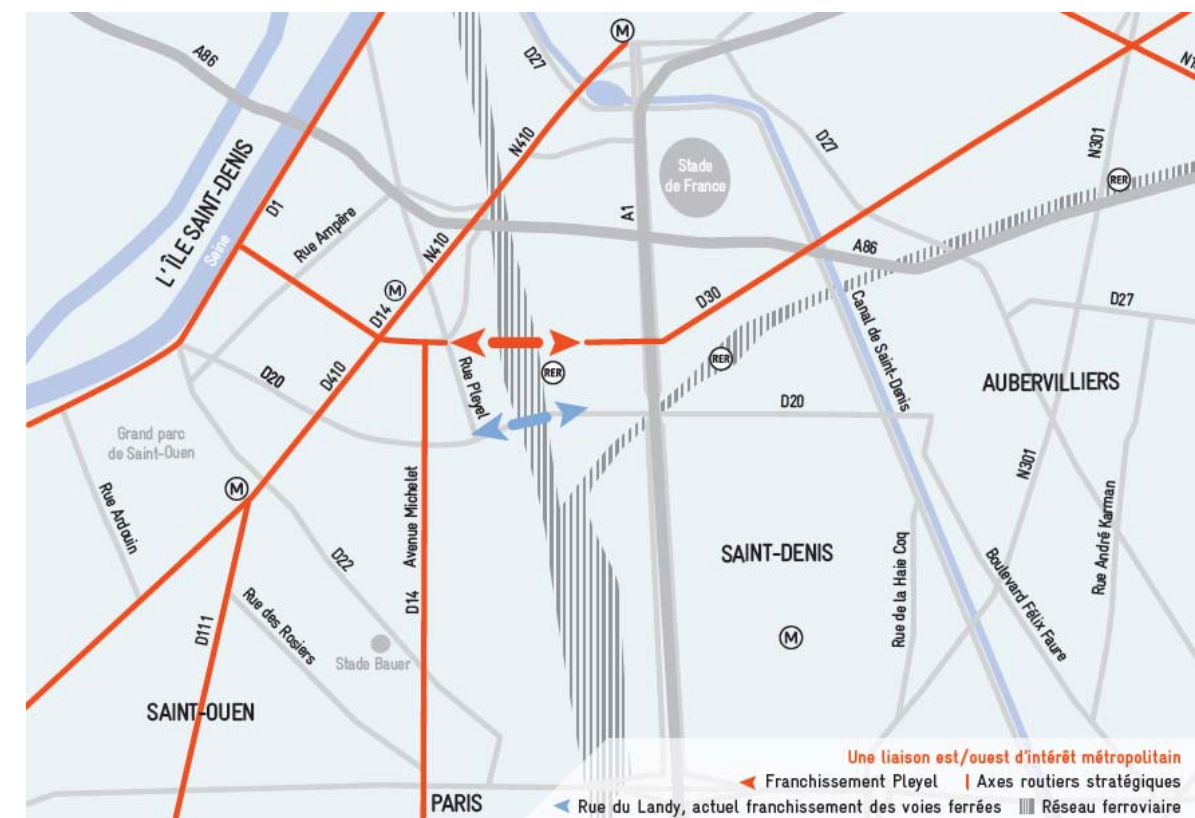 M
A86
D27
N410
N301
N1
L'ÎLE SAINT-DENIS
Seine
D1
Rue Ampère
Stade
de France
D27
RER
A1
N410
M
D14
A86
D30
Canal de Saint-Denis
D27
D20
D410
Rue Pleyel
RER
RER
D20
AUBERVILLIERS
Grand parc
de Saint-Ouen
M
Rue Ardouin
Avenue Michelet
D14
D22
D111
Rue des Rosiers
Stade Bauer
SAINT-OUEN
SAINT-DENIS
M
Rue de la Haie Coq
Boulevard Félix Faure
N301
Rue André Karman
PARIS
Une liaison est/ouest d'intérêt métropolitain
Franchissement Pleyel
Axes routiers stratégiques
Rue du Landy, actuel franchissement des voies ferrées
Réseau ferroviaire